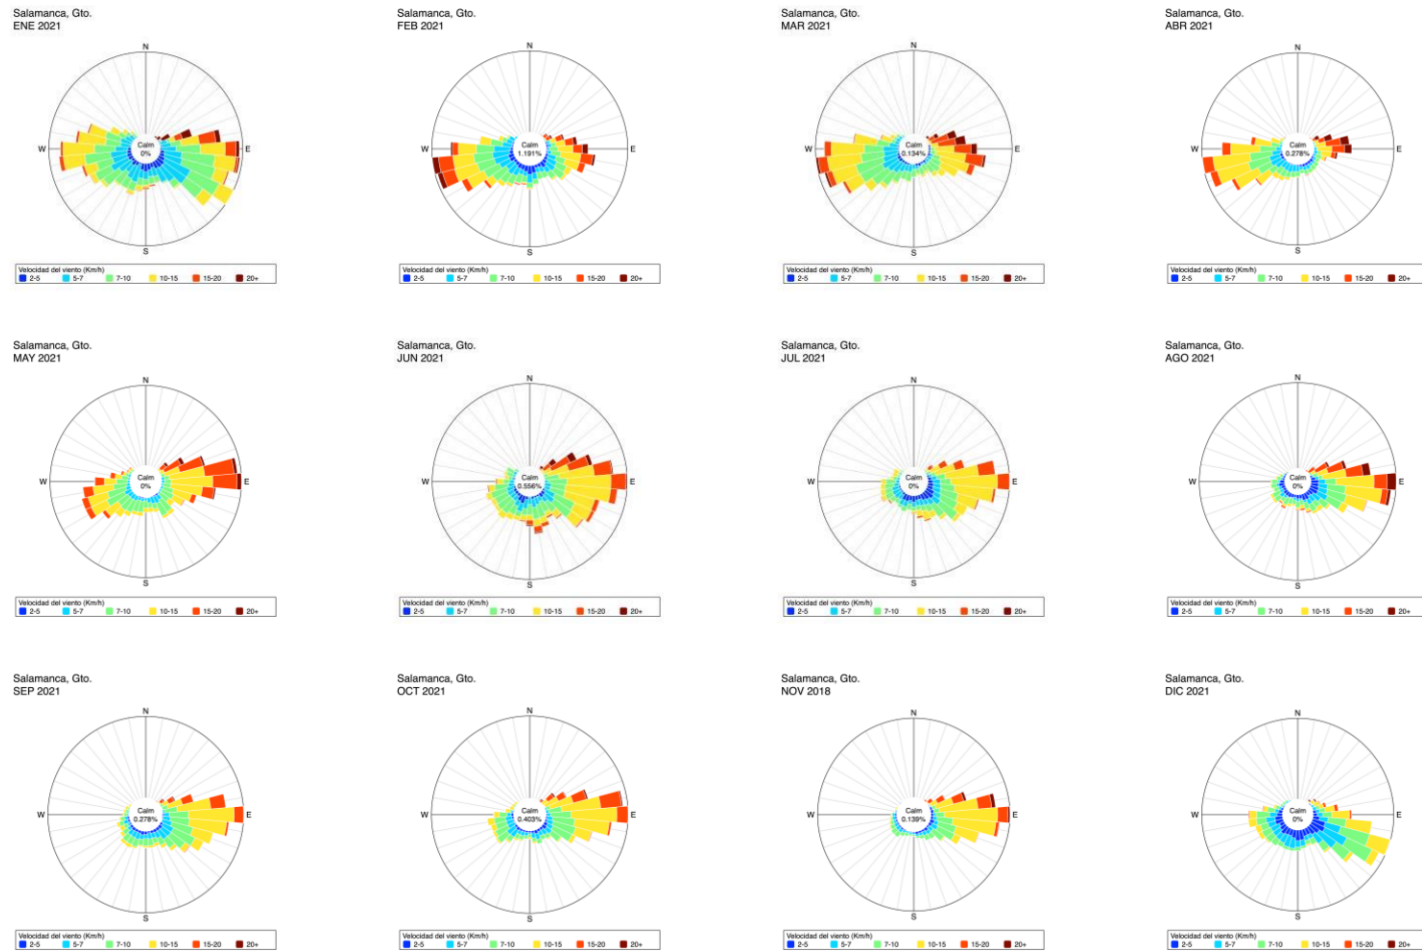 Salamanca, Gto.
ENE 2021
N
W
Calm
0%
E
S
Velocidad del viento (Km/h)
2-5 5-7 7-10 10-15 15-20 20+
Salamanca, Gto.
FEB 2021
N
W
Calm
1.191%
E
S
Velocidad del viento (Km/h)
2-5 5-7 7-10 10-15 15-20 20+
Salamanca, Gto.
MAR 2021
N
W
Calm
0.134%
E
S
Velocidad del viento (Km/h)
2-5 5-7 7-10 10-15 15-20 20+
Salamanca, Gto.
ABR 2021
N
W
Calm
0.278%
E
S
Velocidad del viento (Km/h)
2-5 5-7 7-10 10-15 15-20 20+
Salamanca, Gto.
MAY 2021
N
W
Calm
0%
E
S
Velocidad del viento (Km/h)
2-5 5-7 7-10 10-15 15-20 20+
Salamanca, Gto.
JUN 2021
N
W
Calm
0.556%
E
S
Velocidad del viento (Km/h)
2-5 5-7 7-10 10-15 15-20 20+
Salamanca, Gto.
JUL 2021
N
W
Calm
0%
E
S
Velocidad del viento (Km/h)
2-5 5-7 7-10 10-15 15-20 20+
Salamanca, Gto.
AGO 2021
N
W
Calm
0%
E
S
Velocidad del viento (Km/h)
2-5 5-7 7-10 10-15 15-20 20+
Salamanca, Gto.
SEP 2021
N
W
Calm
0.278%
E
S
Velocidad del viento (Km/h)
2-5 5-7 7-10 10-15 15-20 20+
Salamanca, Gto.
OCT 2021
N
W
Calm
0.403%
E
S
Velocidad del viento (Km/h)
2-5 5-7 7-10 10-15 15-20 20+
Salamanca, Gto.
NOV 2018
N
W
Calm
0.139%
E
S
Velocidad del viento (Km/h)
2-5 5-7 7-10 10-15 15-20 20+
Salamanca, Gto.
DIC 2021
N
W
Calm
0%
E
S
Velocidad del viento (Km/h)
2-5 5-7 7-10 10-15 15-20 20+